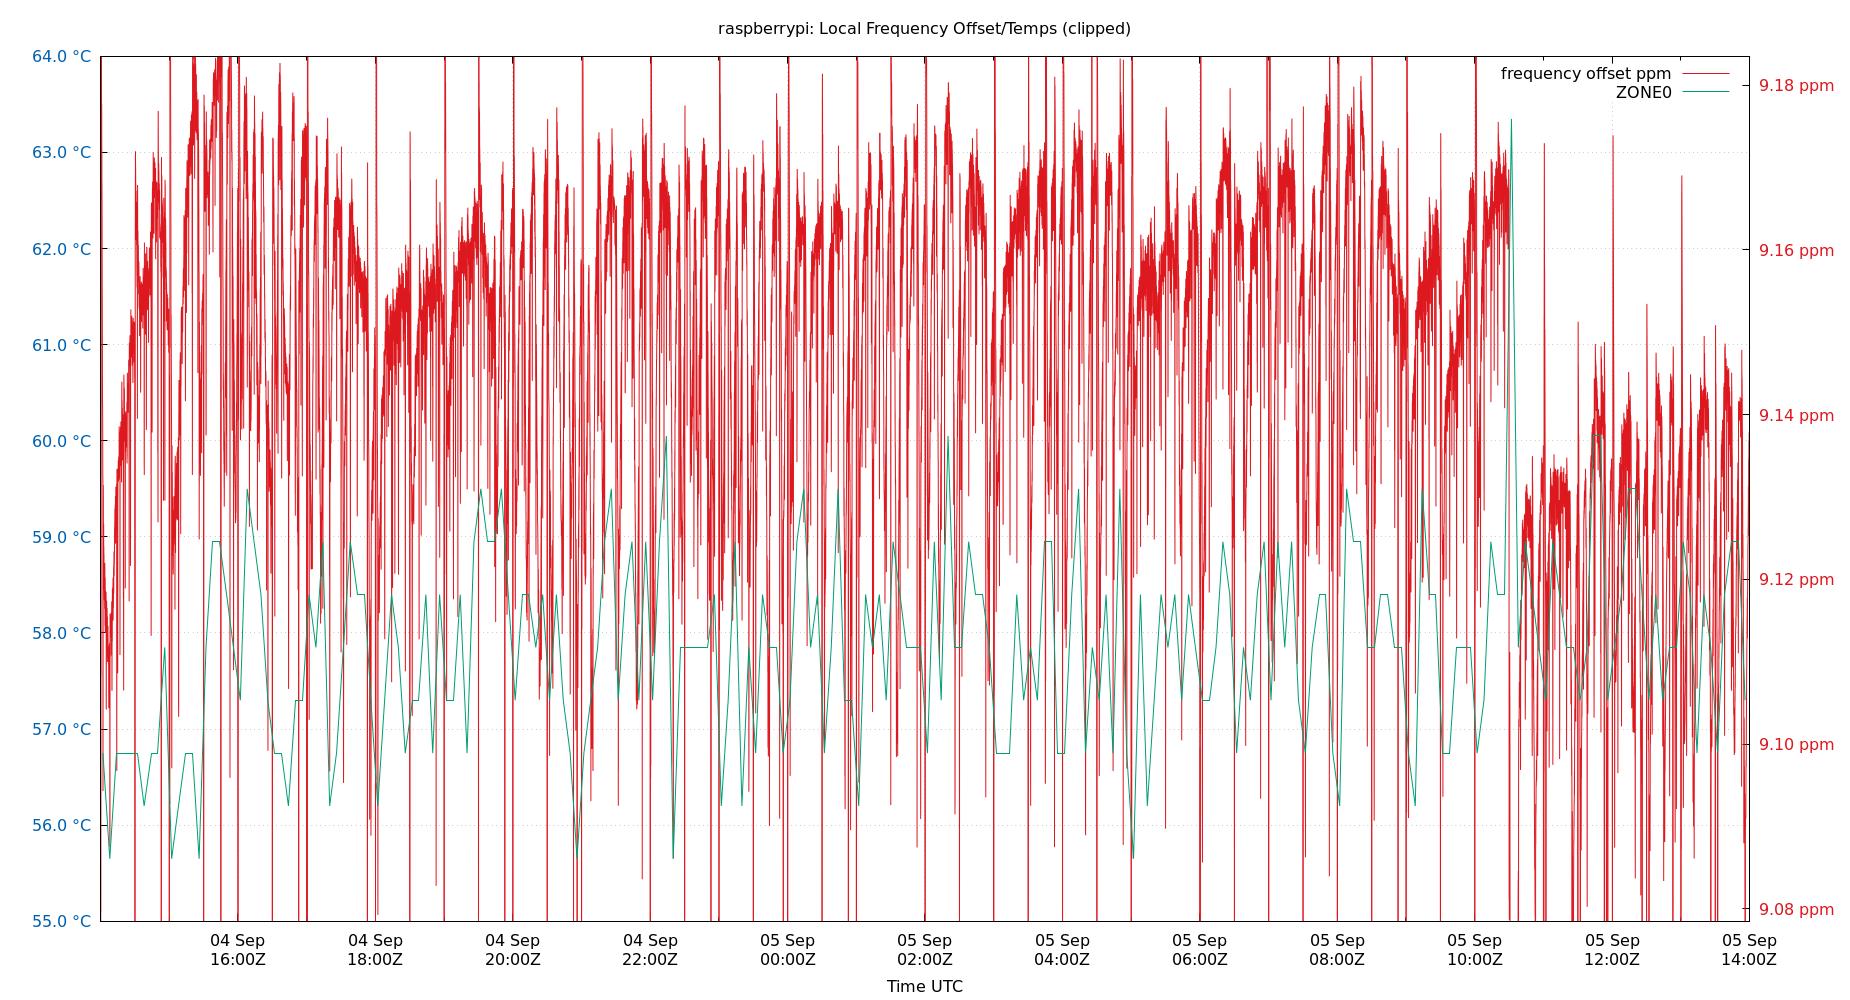 raspberrypi: Local Frequency Offset/Temps (clipped)
64.0 °C
63.0 °C
62.0 °C
61.0 °C
60.0 °C
59.0 °C
58.0 °C
57.0 °C
56.0 °C
55.0 °C
frequency offset ppm
ZONE0
9.18 ppm
9.16 ppm
9.14 ppm
9.12 ppm
9.10 ppm
9.08 ppm
04 Sep
16:00Z
04 Sep
18:00Z
04 Sep
20:00Z
04 Sep
22:00Z
05 Sep
00:00Z
05 Sep
02:00Z
05 Sep
04:00Z
05 Sep
06:00Z
05 Sep
08:00Z
05 Sep
10:00Z
05 Sep
12:00Z
05 Sep
14:00Z
Time UTC